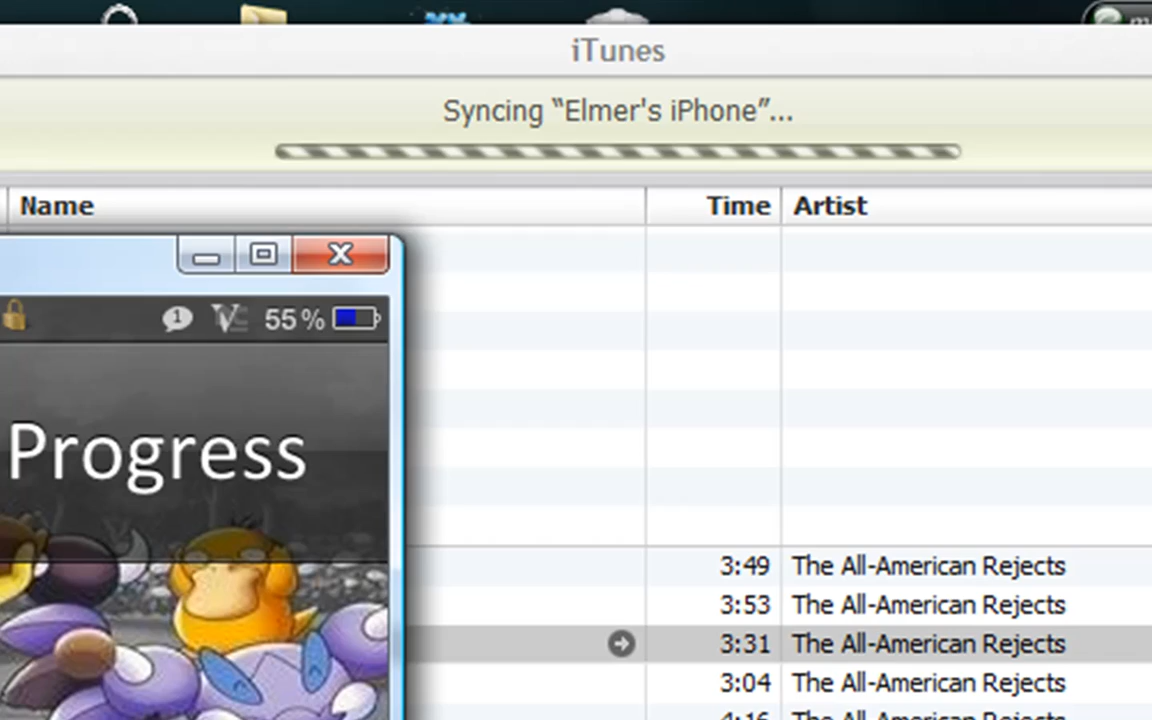 iTunes
Syncing “Elmer's iPhone”...
Name Time Artist
1 55%
Progress
3:49 The All-American Rejects
3:53 The All-American Rejects
3:31 The All-American Rejects
3:04 The All-American Rejects